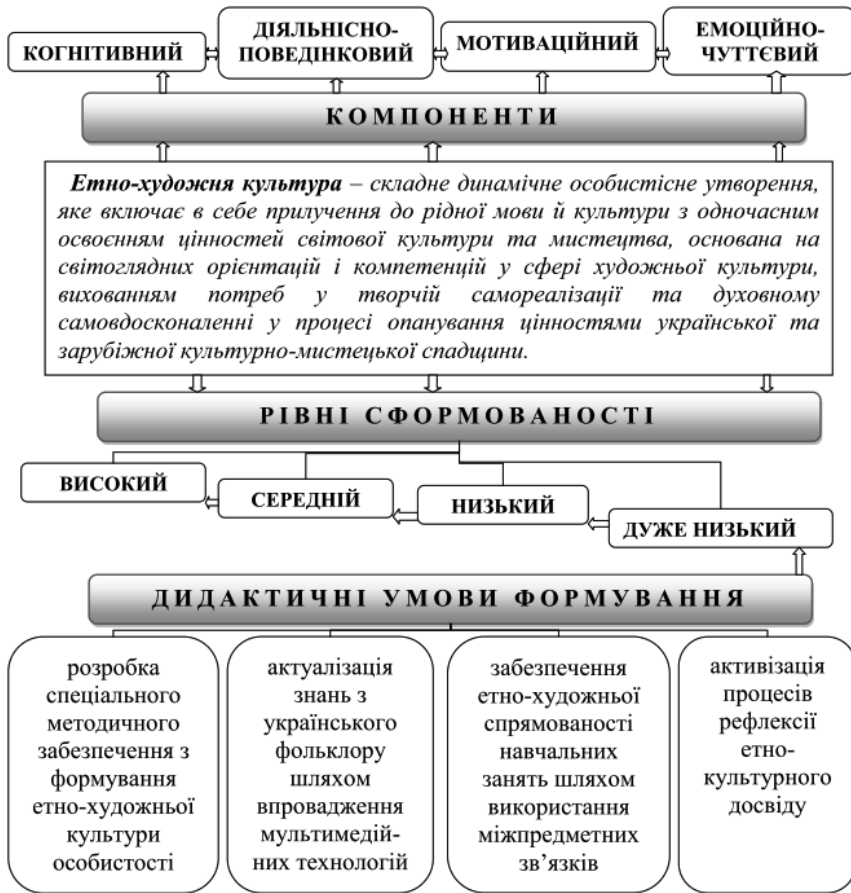 КОГНІТИВНИЙ
ДІЯЛЬНІСНО-
ПОВЕДІНКОВИЙ
МОТИВАЦІЙНИЙ
ЕМОЦІЙНО-
ЧУТТЄВИЙ
КОМПОНЕНТИ
Етно-художня культура – складне динамічне особистісне утворення,
яке включає в себе прилучення до рідної мови й культури з одночасним
освоєнням цінностей світової культури та мистецтва, основана на
світоглядних орієнтацій і компетенцій у сфері художньої культури,
вихованням потреб у творчій самореалізації та духовному
самовдосконаленні у процесі опанування цінностями української та
зарубіжної культурно-мистецької спадщини.
РІВНІ СФОРМОВАНОСТІ
ВИСОКИЙ
СЕРЕДНІЙ
НИЗЬКИЙ
ДУЖЕ НИЗЬКИЙ
ДИДАКТИЧНІ УМОВИ ФОРМУВАННЯ
розробка
спеціального
методичного
забезпечення з
формування
етно-художньої
культури
особистості
актуалізація
знань з
українського
фольклору
шляхом
впровадження
мультимедій-
них технологій
забезпечення
етно-художньої
спрямованості
навчальних
занять шляхом
використання
міжпредметних
зв’язків
активізація
процесів
рефлексії
етно-
культурного
досвіду